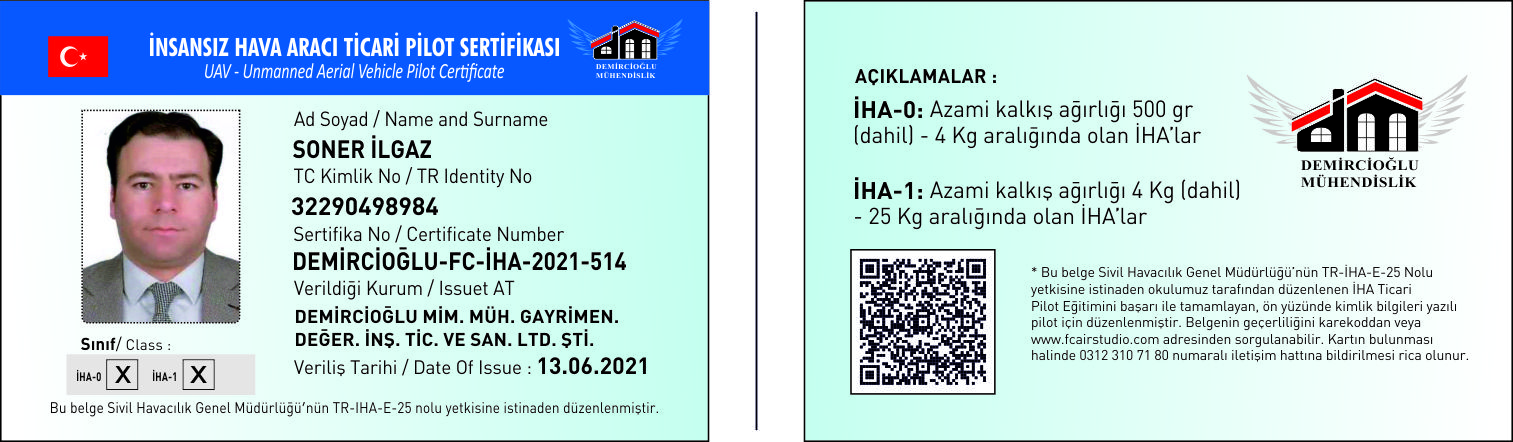 İNSANSIZ HAVA ARACI TİCARİ PİLOT SERTİFİKASI
UAV - Unmanned Aerial Vehicle Pilot Certificate
DEMİRCİOĞLU
MÜHENDİSLİK
Ad Soyad / Name and Surname
SONER İLGAZ
TC Kimlik No / TR Identity No
32290498984
Sertifika No / Certificate Number
DEMİRCİOĞLU-FC-İHA-2021-514
Verildiği Kurum / Issuet AT
DEMİRCİOĞLU MİM. MÜH. GAYRİMEN.
DEĞER. İNŞ. TİC. VE SAN. LTD. ŞTİ.
Veriliş Tarihi / Date Of Issue : 13.06.2021
Sınıf/ Class :
İHA-0 X İHA-1 X
Bu belge Sivil Havacılık Genel Müdürlüğü'nün TR-IHA-E-25 nolu yetkisine istinaden düzenlenmiştir.
AÇIKLAMALAR :
İHA-0: Azami kalkış ağırlığı 500 gr
(dahil) - 4 Kg aralığında olan İHA'lar
İHA-1: Azami kalkış ağırlığı 4 Kg (dahil)
- 25 Kg aralığında olan İHA'lar
DEMİRCİOĞLU
MÜHENDİSLİK
* Bu belge Sivil Havacılık Genel Müdürlüğü'nün TR-İHA-E-25 Nolu
yetkisine istinaden okulumuz tarafından düzenlenen İHA Ticari
Pilot Eğitimini başarı ile tamamlayan, ön yüzünde kimlik bilgileri yazılı
pilot için düzenlenmiştir. Belgenin geçerliliğini karekoddan veya
www.fcairstudio.com adresinden sorgulanabilir. Kartın bulunması
halinde 0312 310 71 80 numaralı iletişim hattına bildirilmesi rica olunur.